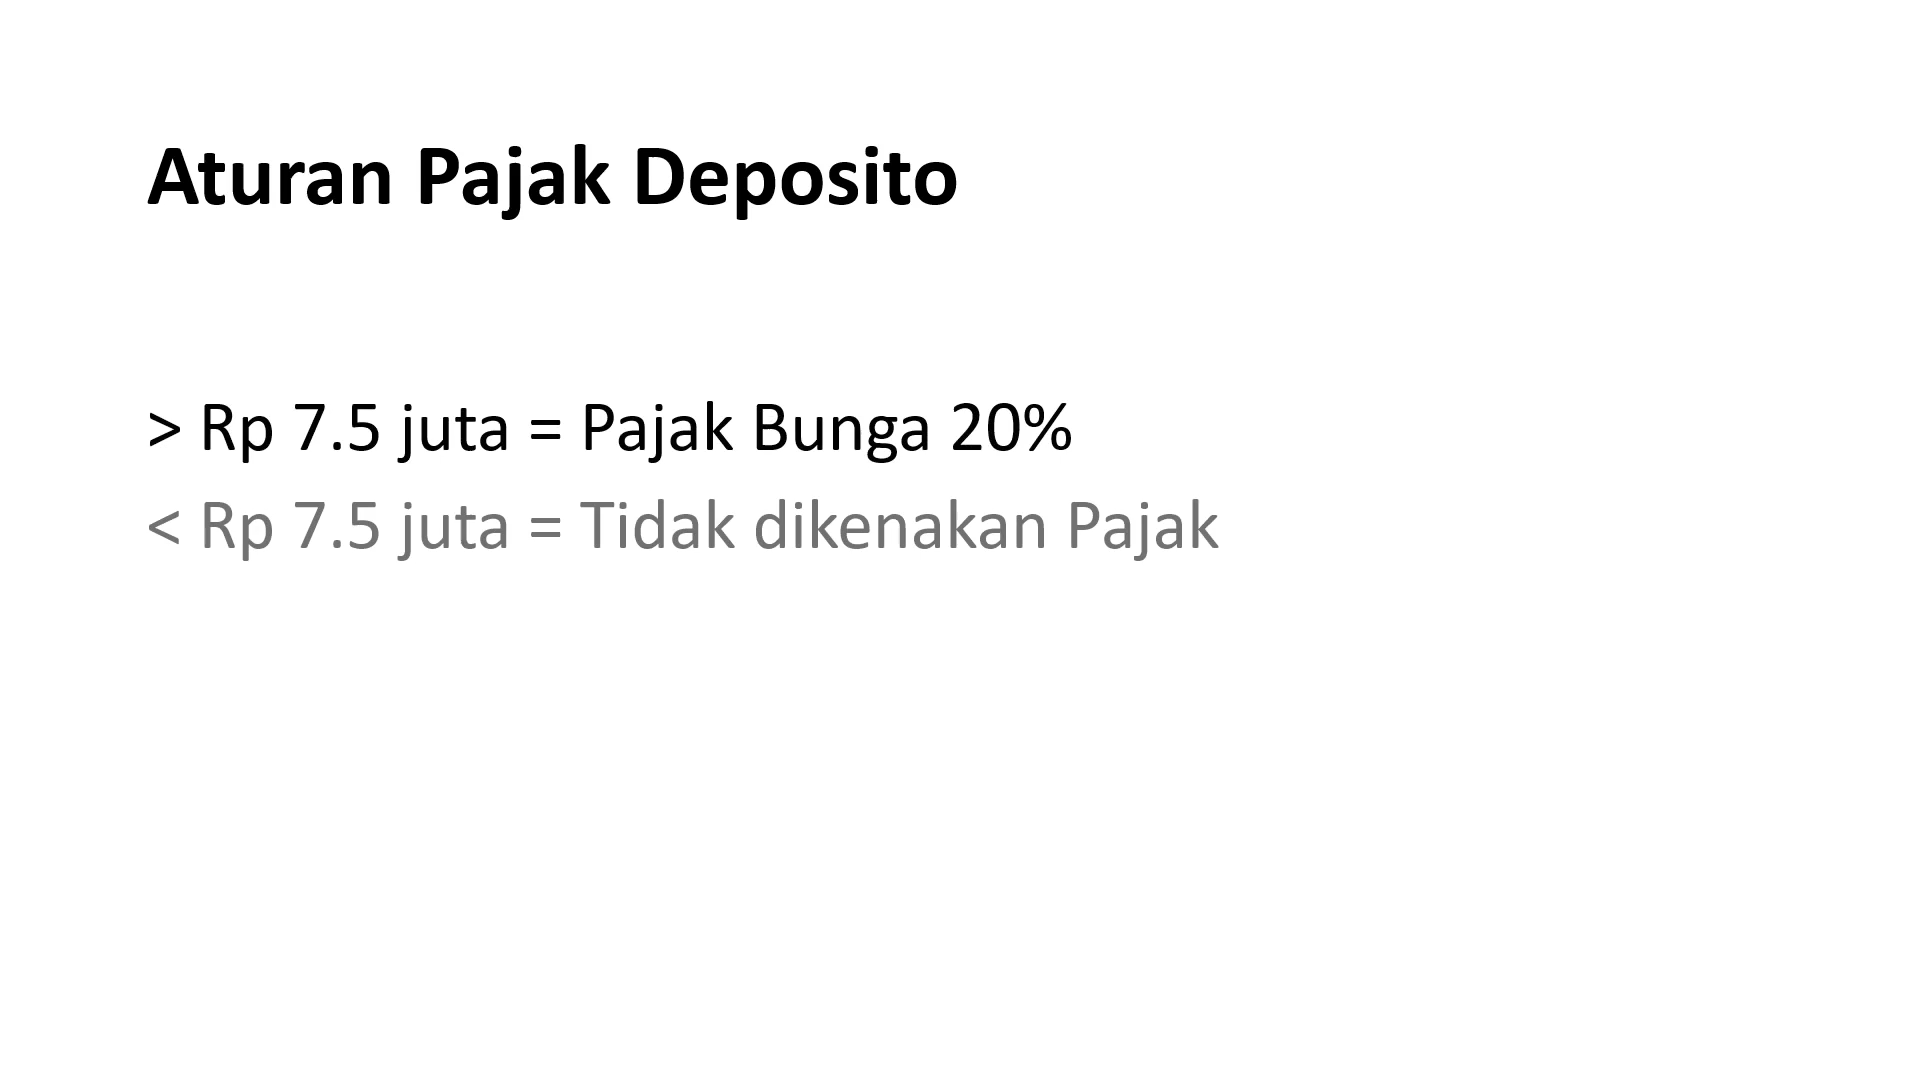 Aturan Pajak Deposito
> Rp 7.5 juta = Pajak Bunga 20%
< Rp 7.5 juta = Tidak dikenakan Pajak